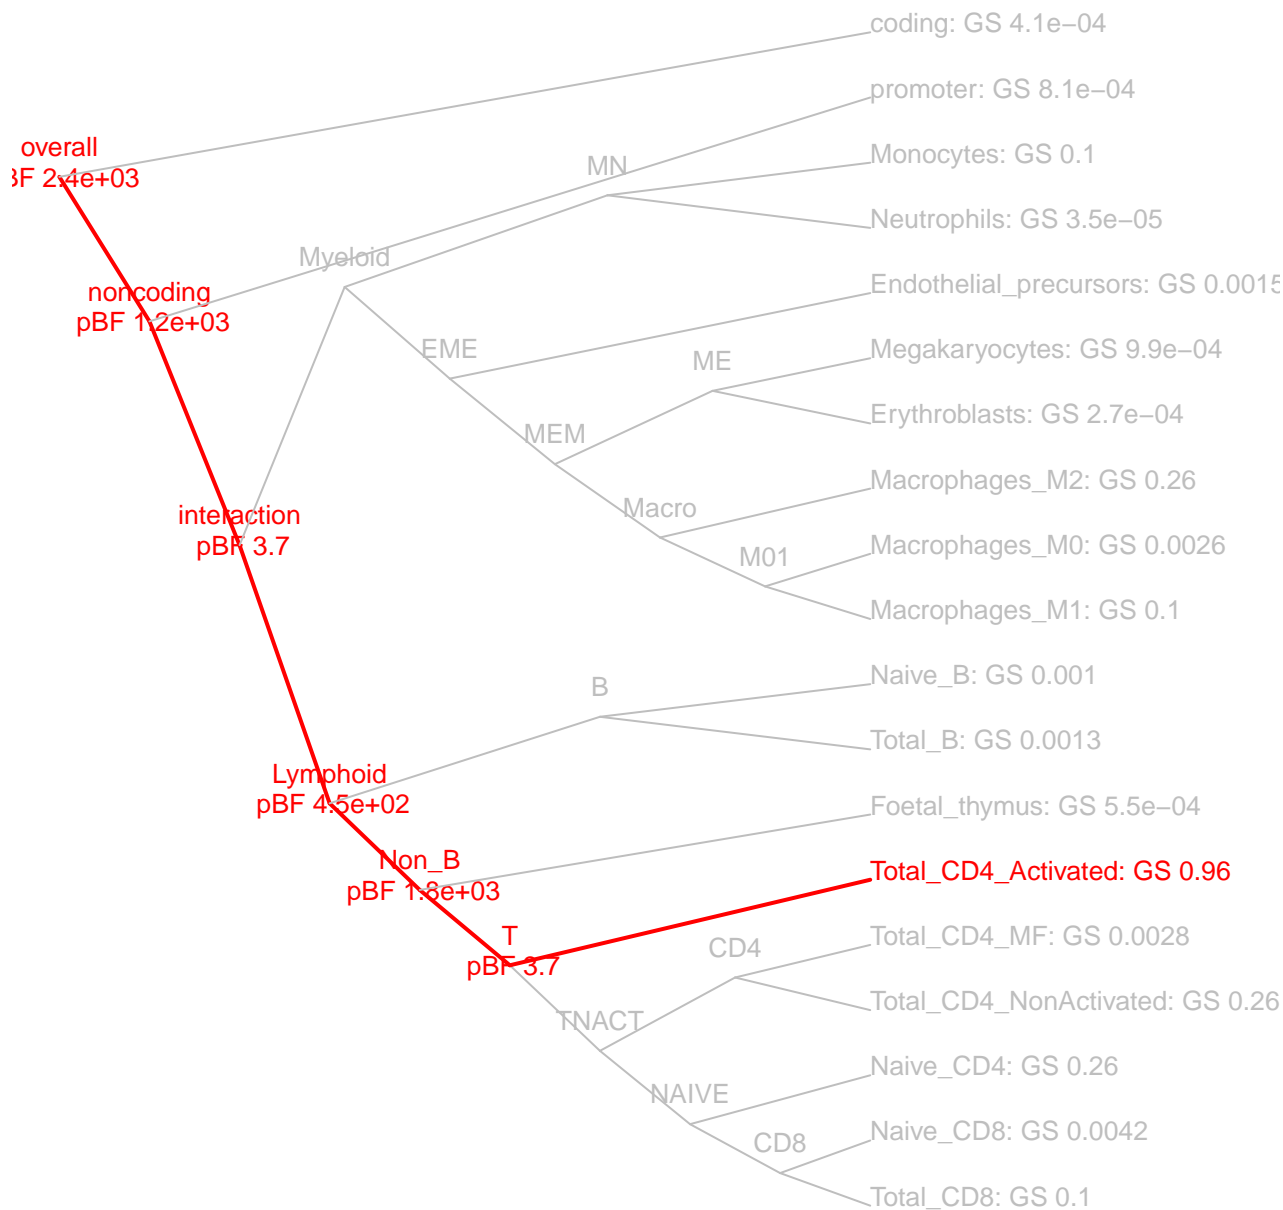 coding: GS 4.1e−04
promoter: GS 8.1e−04
overall
BF 2.4e+03
MN
Monocytes: GS 0.1
Neutrophils: GS 3.5e−05
Myeloid
Endothelial_precursors: GS 0.0015
noncoding
pBF 1.2e+03
EME
ME
Megakaryocytes: GS 9.9e−04
Erythroblasts: GS 2.7e−04
MEM
Macrophages_M2: GS 0.26
Macro
interaction
pBF 3.7
M01
Macrophages_M0: GS 0.0026
Macrophages_M1: GS 0.1
B
Naive_B: GS 0.001
Total_B: GS 0.0013
Lymphoid
pBF 4.5e+02
Foetal_thymus: GS 5.5e−04
Non_B
pBF 1.8e+03
Total_CD4_Activated: GS 0.96
T
pBF 3.7
CD4
Total_CD4_MF: GS 0.0028
Total_CD4_NonActivated: GS 0.26
TNACT
Naive_CD4: GS 0.26
NAIVE
CD8
Naive_CD8: GS 0.0042
Total_CD8: GS 0.1